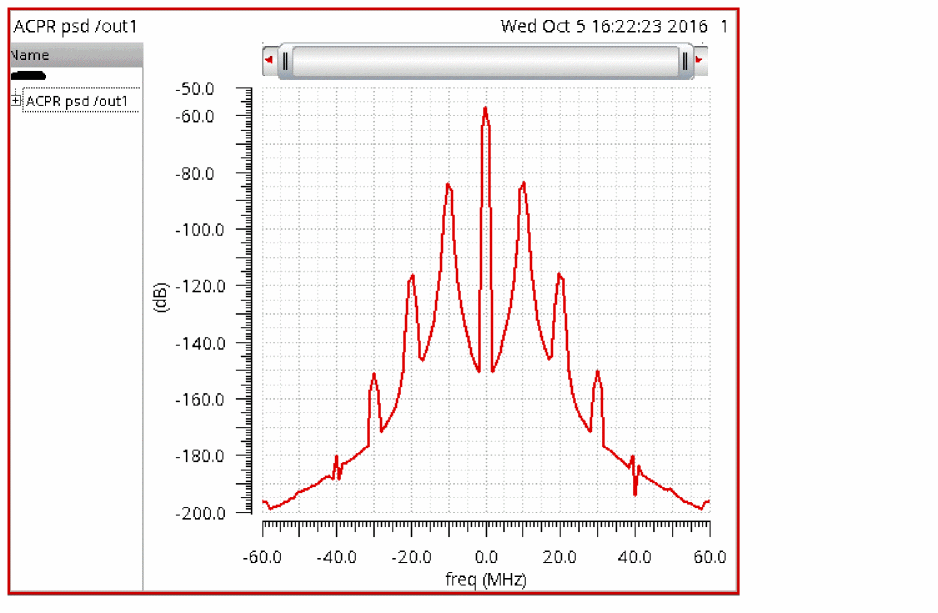 ACPR psd /out1
Wed Oct 5 16:22:23 2016 1
Name
ACPR psd /out1
-50.0
-60.0
-80.0
-100.0
-120.0
-140.0
-160.0
-180.0
-200.0
(dB)
-60.0 -40.0 -20.0 0.0 20.0 40.0 60.0
freq (MHz)